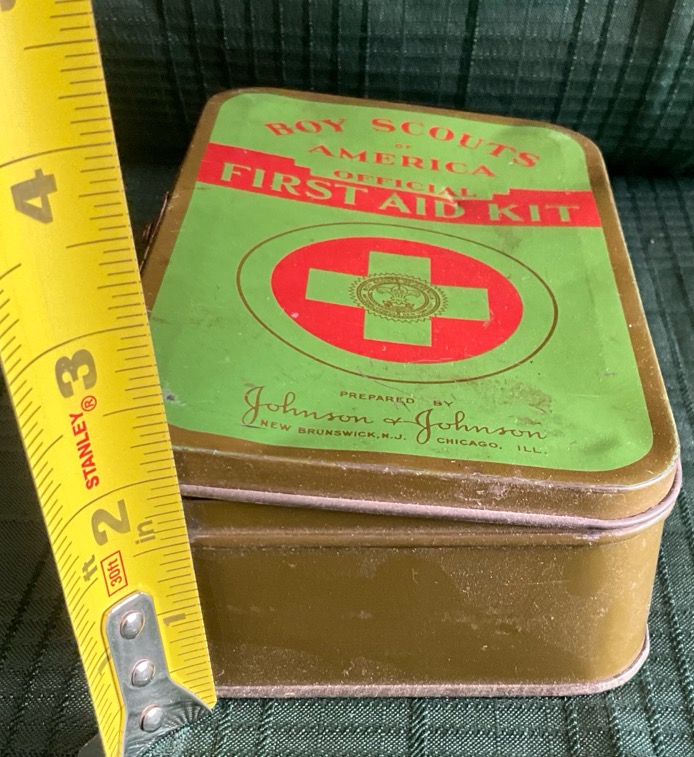 BOY SCOUTS
OF
AMERICA
OFFICIAL
FIRST AID KIT
PREPARED BY
Johnson & Johnson
NEW BRUNSWICK, N.J. CHICAGO, ILL.
4
3
STANLEY®
2
ft in
30ft
1